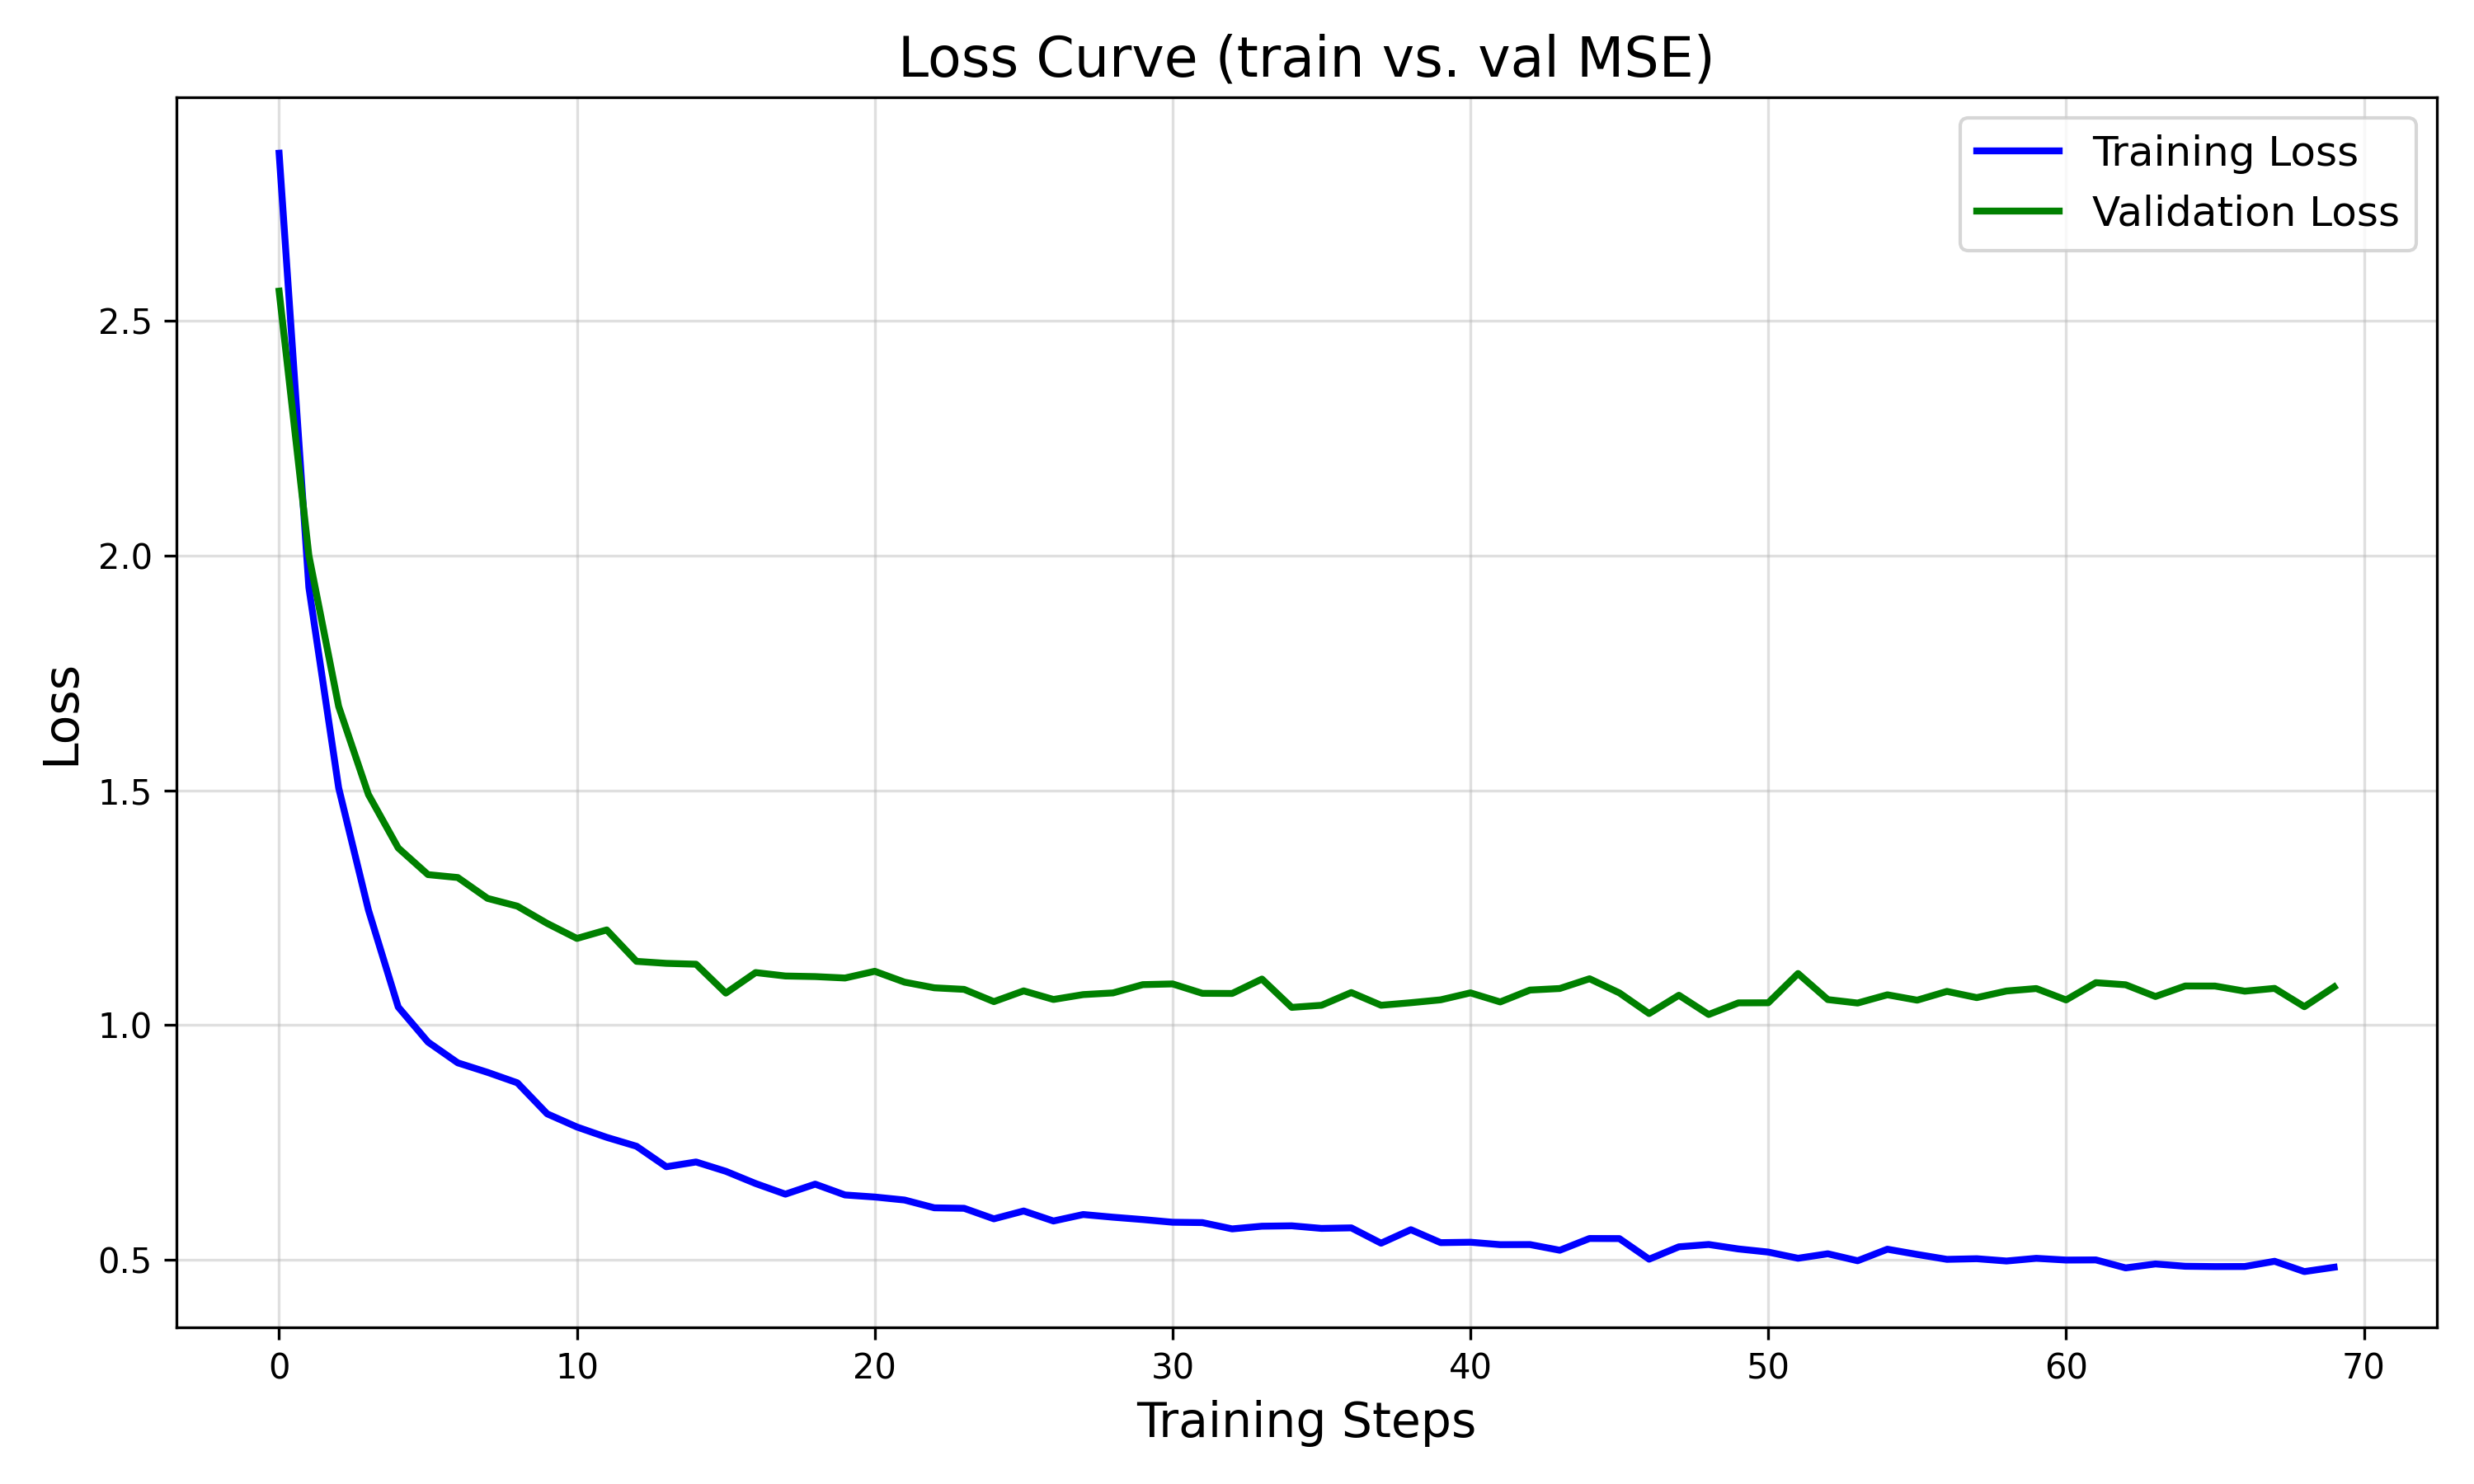 Loss Curve (train vs. val MSE)
Training Loss
Validation Loss
2.5
2.0
1.5
1.0
0.5
Loss
0 10 20 30 40 50 60 70
Training Steps